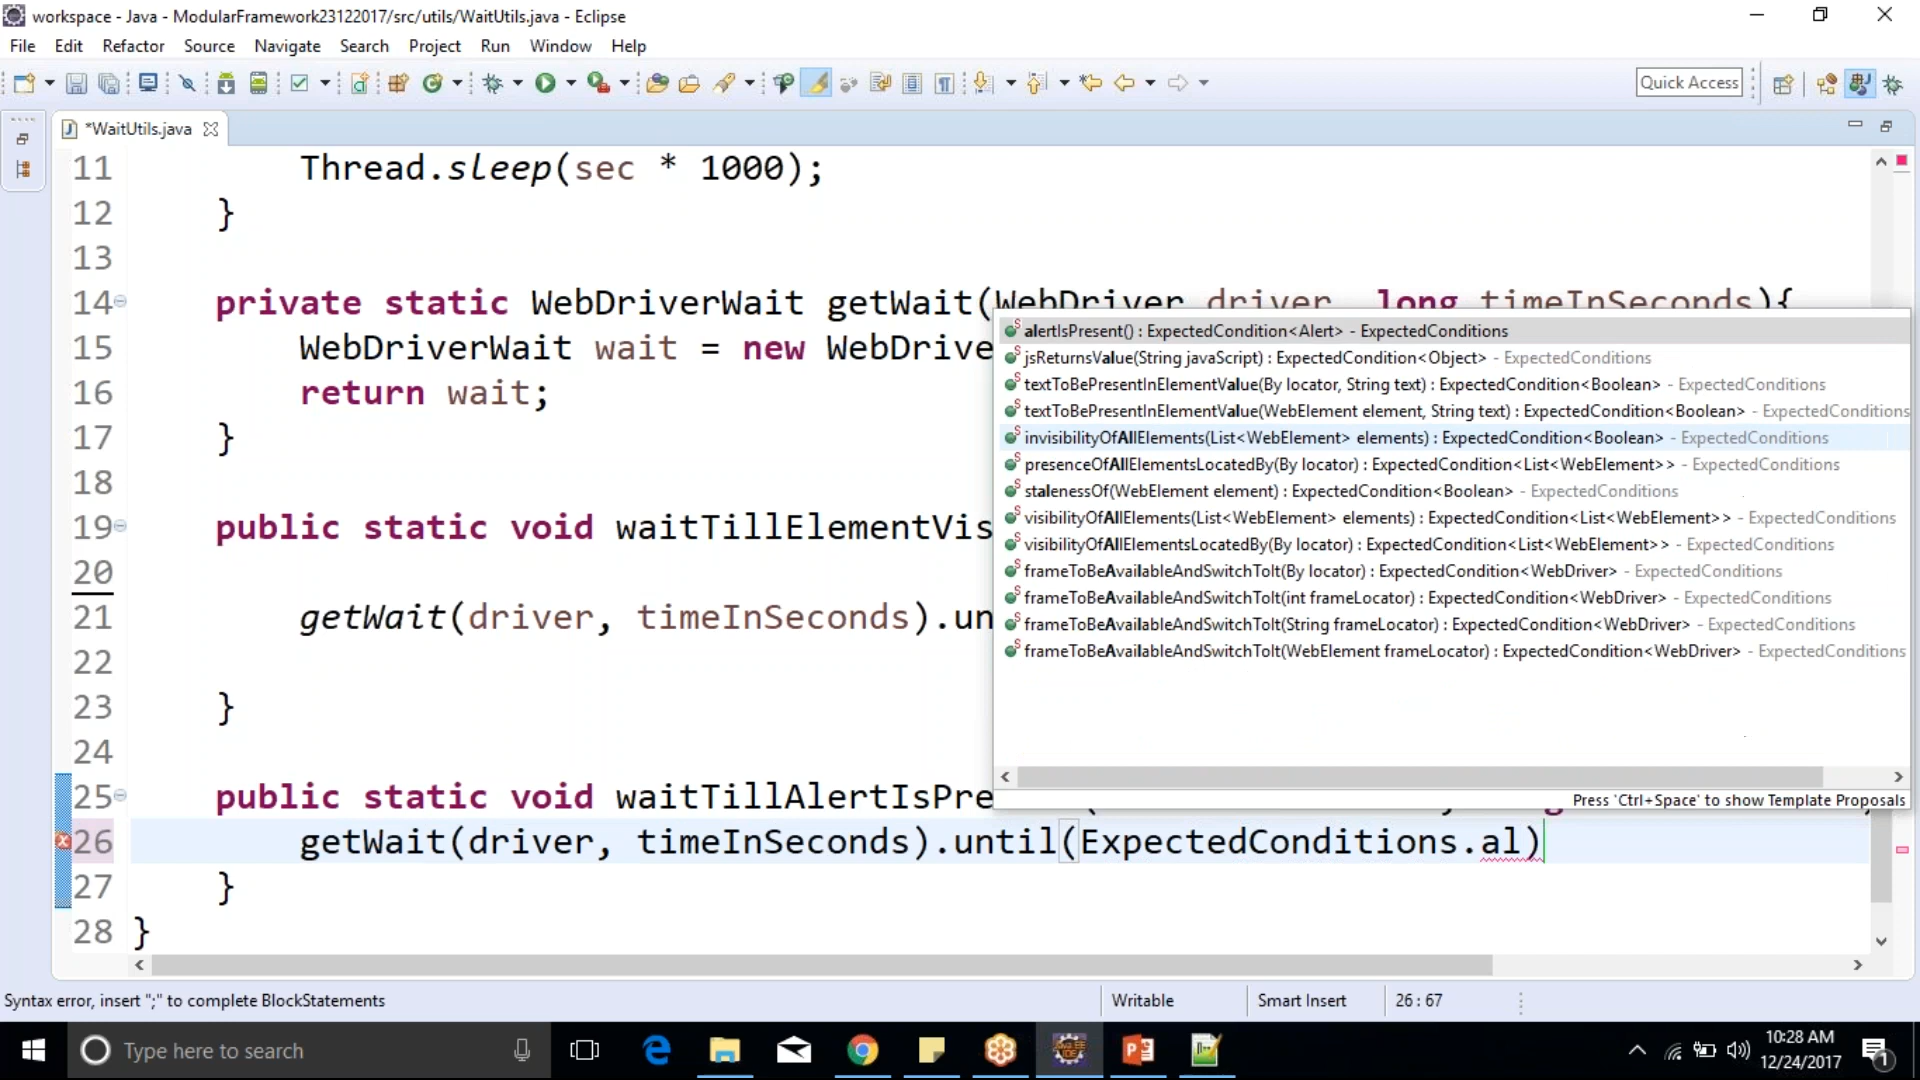 workspace - Java - ModularFramework23122017/src/utils/WaitUtils.java - Eclipse
File Edit Refactor Source Navigate Search Project Run Window Help
Quick Access
*WaitUtils.java
11 Thread.sleep(sec * 1000);
12 }
13
14 private static WebDriverWait getWait(WebDriver driver, long timeInSeconds){
15 WebDriverWait wait = new WebDrive
16 return wait;
17 }
18
19 public static void waitTillElementVis
20
21 getWait(driver, timeInSeconds).un
22
23 }
24
25 public static void waitTillAlertIsPre
26 getWait(driver, timeInSeconds).until(ExpectedConditions.al)
27 }
28 }
alertIsPresent() : ExpectedCondition<Alert> - ExpectedConditions
jsReturnsValue(String javaScript) : ExpectedCondition<Object> - ExpectedConditions
textToBePresentInElementValue(By locator, String text) : ExpectedCondition<Boolean> - ExpectedConditions
textToBePresentInElementValue(WebElement element, String text) : ExpectedCondition<Boolean> - ExpectedConditions
invisibilityOfAllElements(List<WebElement> elements) : ExpectedCondition<Boolean> - ExpectedConditions
presenceOfAllElementsLocatedBy(By locator) : ExpectedCondition<List<WebElement>> - ExpectedConditions
stalenessOf(WebElement element) : ExpectedCondition<Boolean> - ExpectedConditions
visibilityOfAllElements(List<WebElement> elements) : ExpectedCondition<List<WebElement>> - ExpectedConditions
visibilityOfAllElementsLocatedBy(By locator) : ExpectedCondition<List<WebElement>> - ExpectedConditions
frameToBeAvailableAndSwitchToIt(By locator) : ExpectedCondition<WebDriver> - ExpectedConditions
frameToBeAvailableAndSwitchToIt(int frameLocator) : ExpectedCondition<WebDriver> - ExpectedConditions
frameToBeAvailableAndSwitchToIt(String frameLocator) : ExpectedCondition<WebDriver> - ExpectedConditions
frameToBeAvailableAndSwitchToIt(WebElement frameLocator) : ExpectedCondition<WebDriver> - ExpectedConditions
Press 'Ctrl+Space' to show Template Proposals
Syntax error, insert ";" to complete BlockStatements Writable Smart Insert 26 : 67
Type here to search
10:28 AM
12/24/2017
1